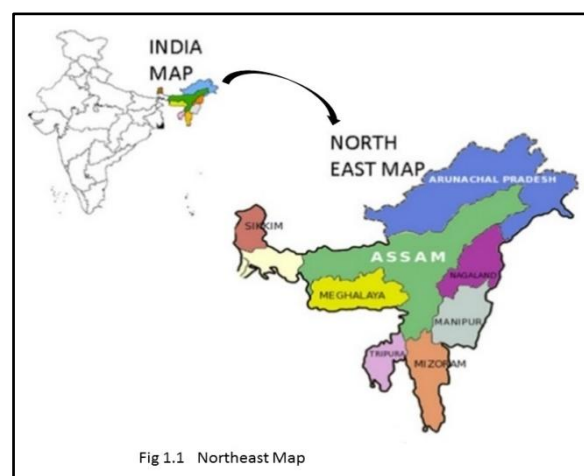 INDIA
MAP
NORTH
EAST MAP
ARUNACHAL PRADESH
SIKKIM
ASSAM
NAGALAND
MEGHALAYA
MANIPUR
TRIPURA
MIZORAM
Fig 1.1 Northeast Map